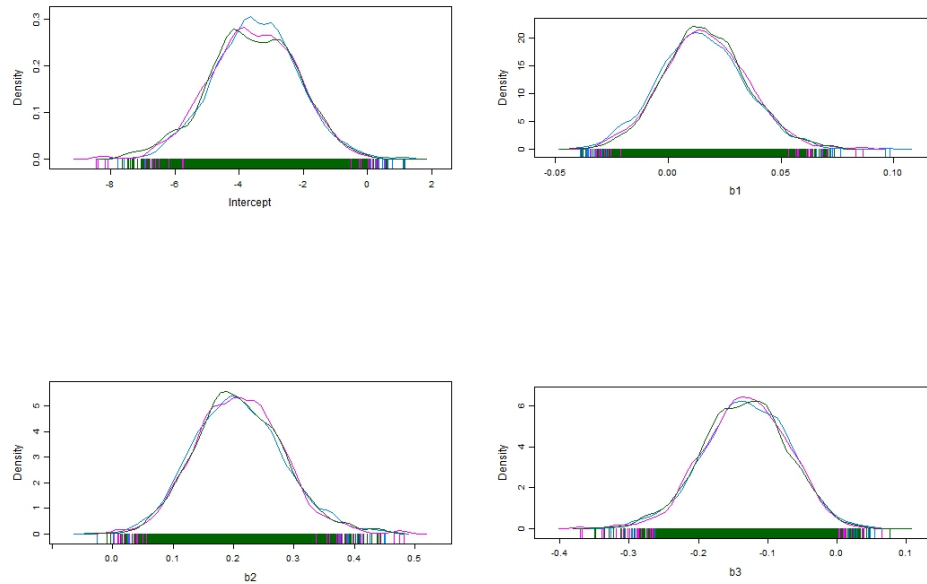 Density
0.0 0.1 0.2 0.3
-8 -6 -4 -2 0 2
Intercept
Density
0 5 10 15 20
-0.05 0.00 0.05 0.10
b1
Density
0 1 2 3 4 5
0.0 0.1 0.2 0.3 0.4 0.5
b2
Density
0 2 4 6
-0.4 -0.3 -0.2 -0.1 0.0 0.1
b3